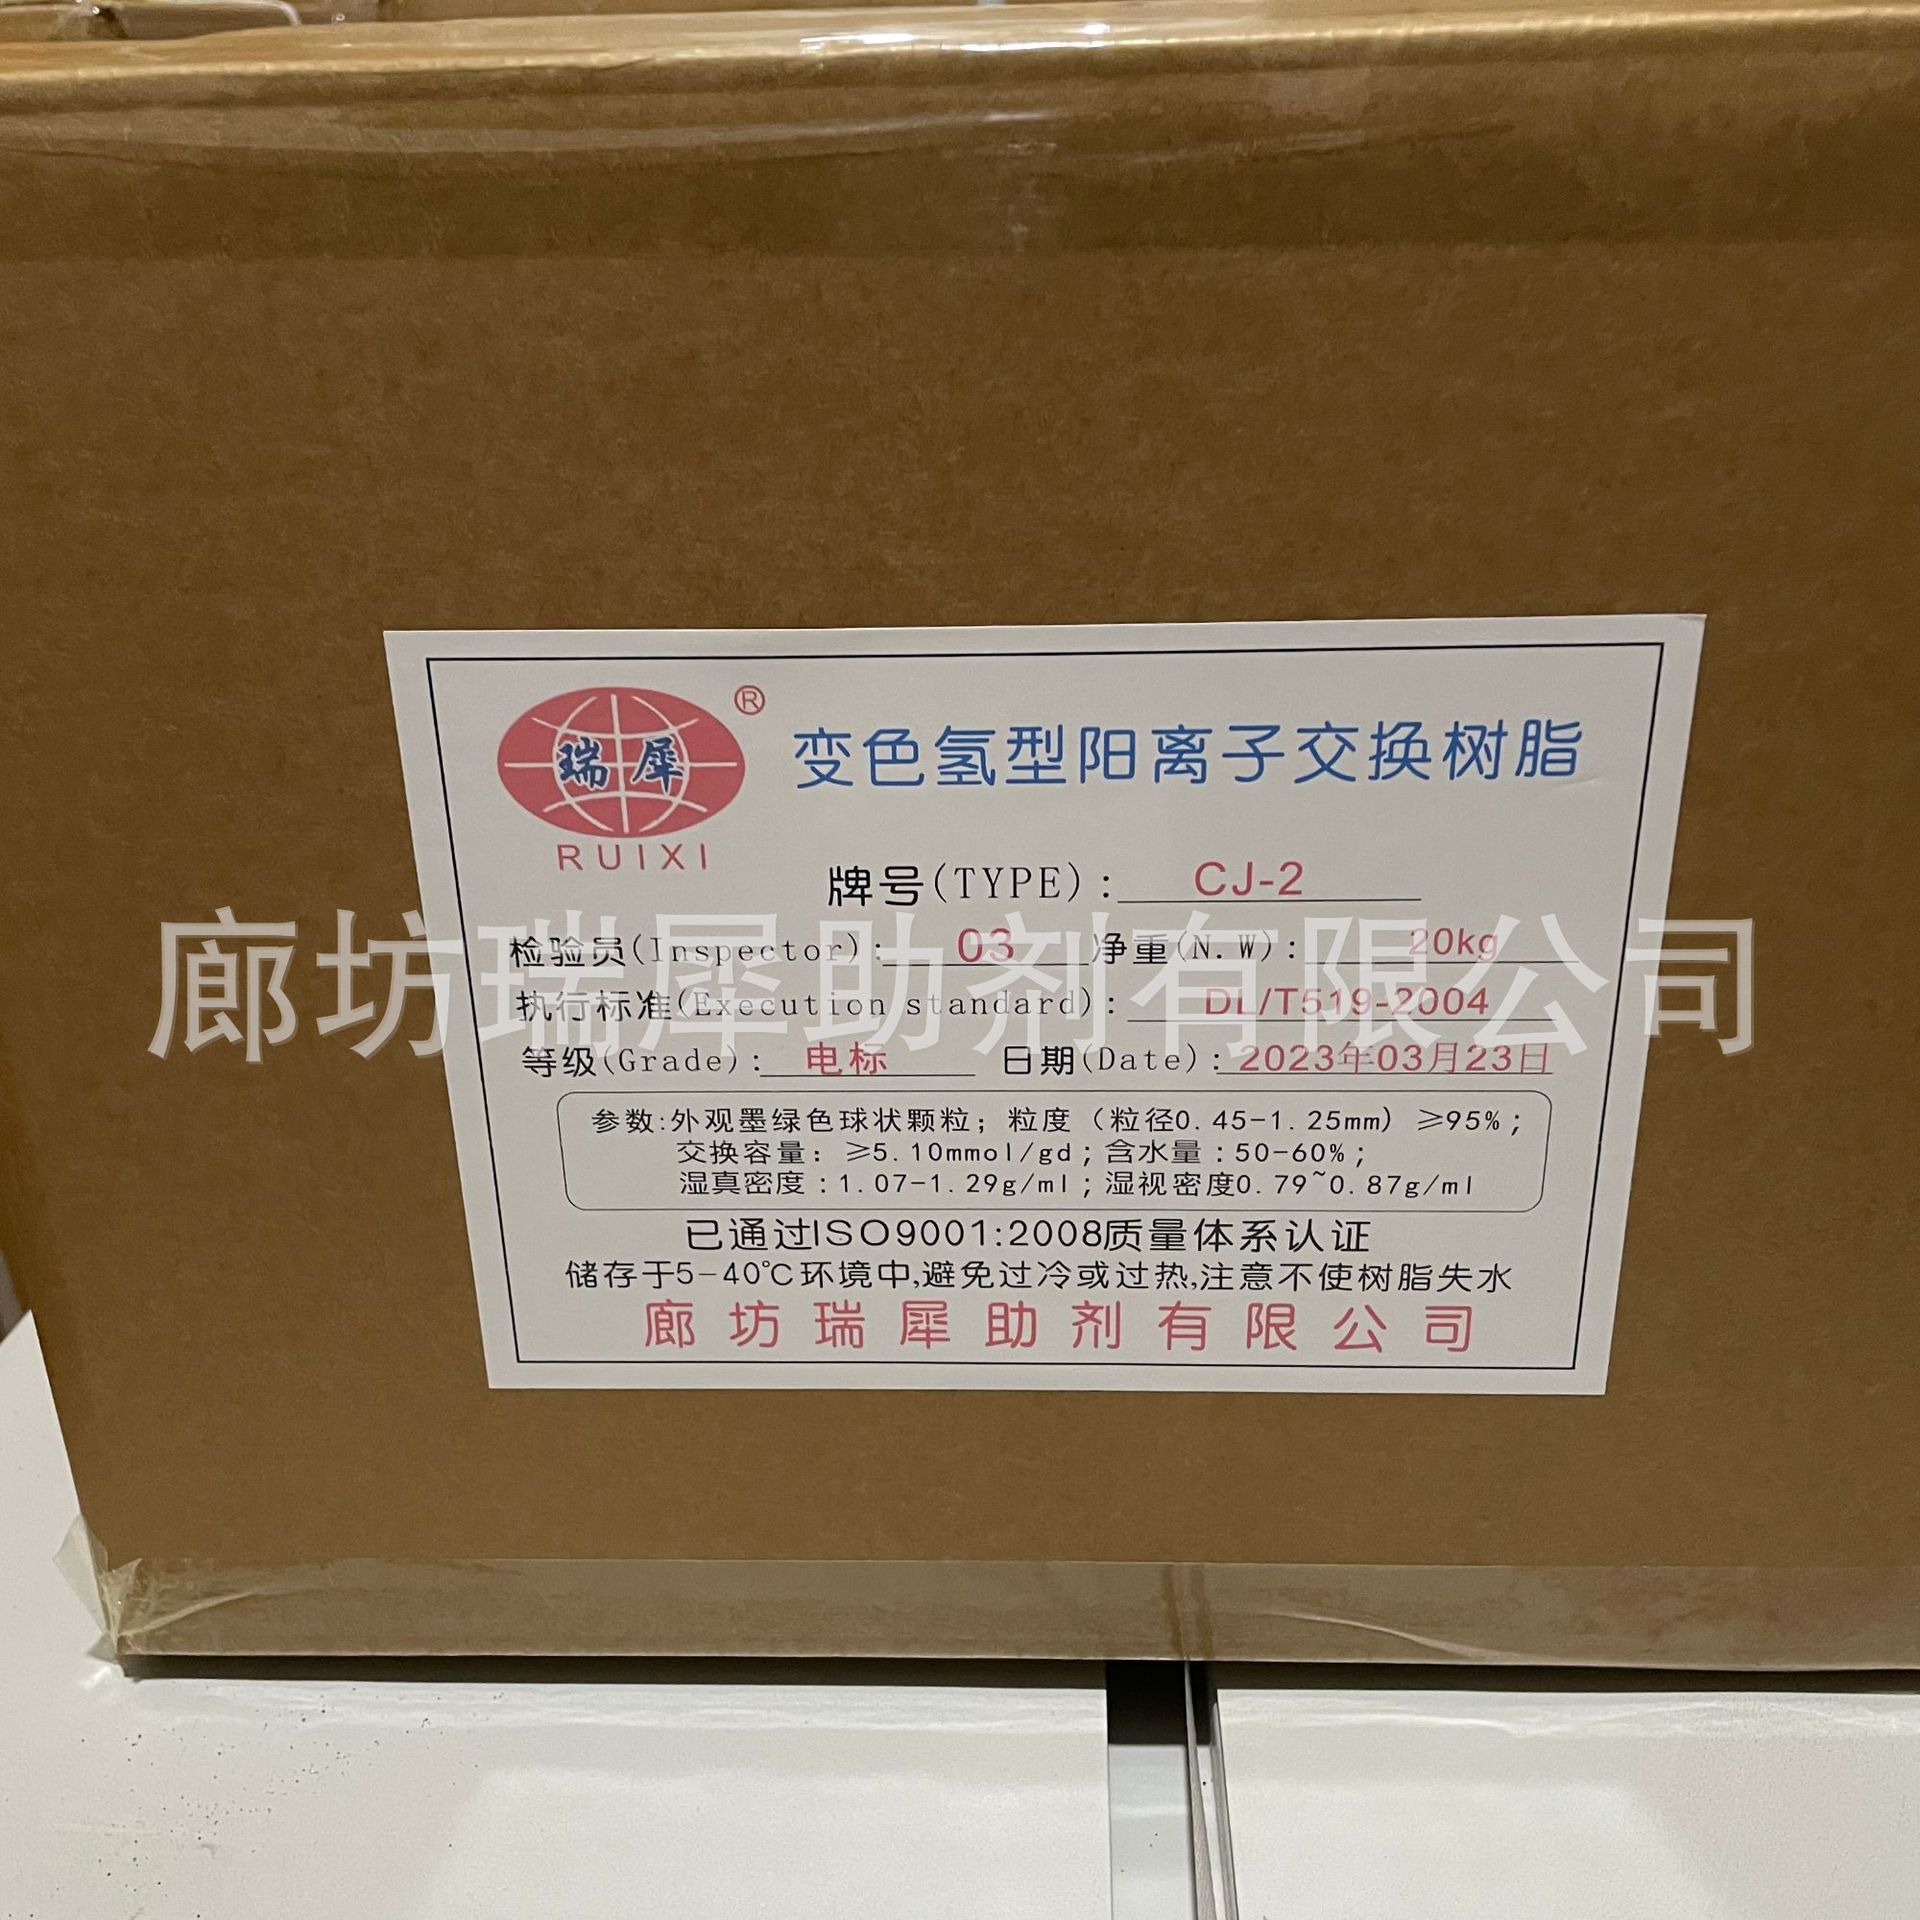 瑞犀
®
RUIXI
变色氢型阳离子交换树脂
牌号(TYPE): CJ-2
检验员(Inspector): 03 净重(N.W): 20kg
执行标准(Execution standard): DL/T519-2004
等级(Grade): 电标 日期(Date): 2023年03月23日
参数:外观墨绿色球状颗粒；粒度（粒径0.45-1.25mm）≥95%；
交换容量：≥5.10mmol/gd；含水量:50-60%；
湿真密度:1.07-1.29g/ml；湿视密度0.79~0.87g/ml
已通过ISO9001:2008质量体系认证
储存于5-40℃环境中,避免过冷或过热,注意不使树脂失水
廊坊瑞犀助剂有限公司
廊坊瑞犀助剂有限公司